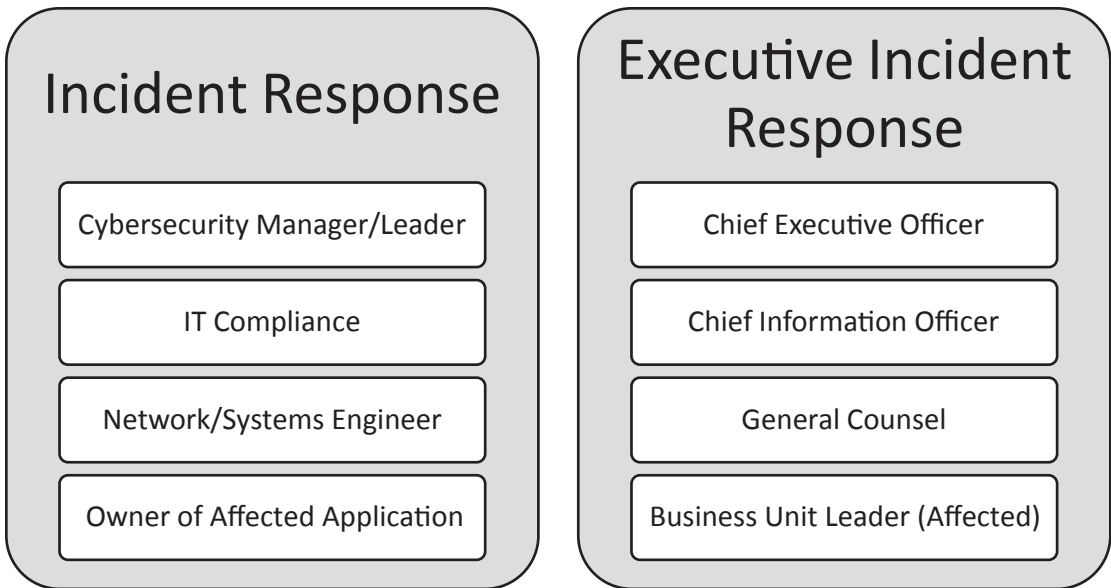 Incident Response
Cybersecurity Manager/Leader
IT Compliance
Network/Systems Engineer
Owner of Affected Application
Executive Incident
Response
Chief Executive Officer
Chief Information Officer
General Counsel
Business Unit Leader (Affected)